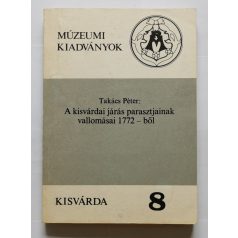 MÚZEUMI
KIADVÁNYOK
Takács Péter:
A kisvárdai járás parasztjainak
vallomásai 1772 – ből
KISVÁRDA
8